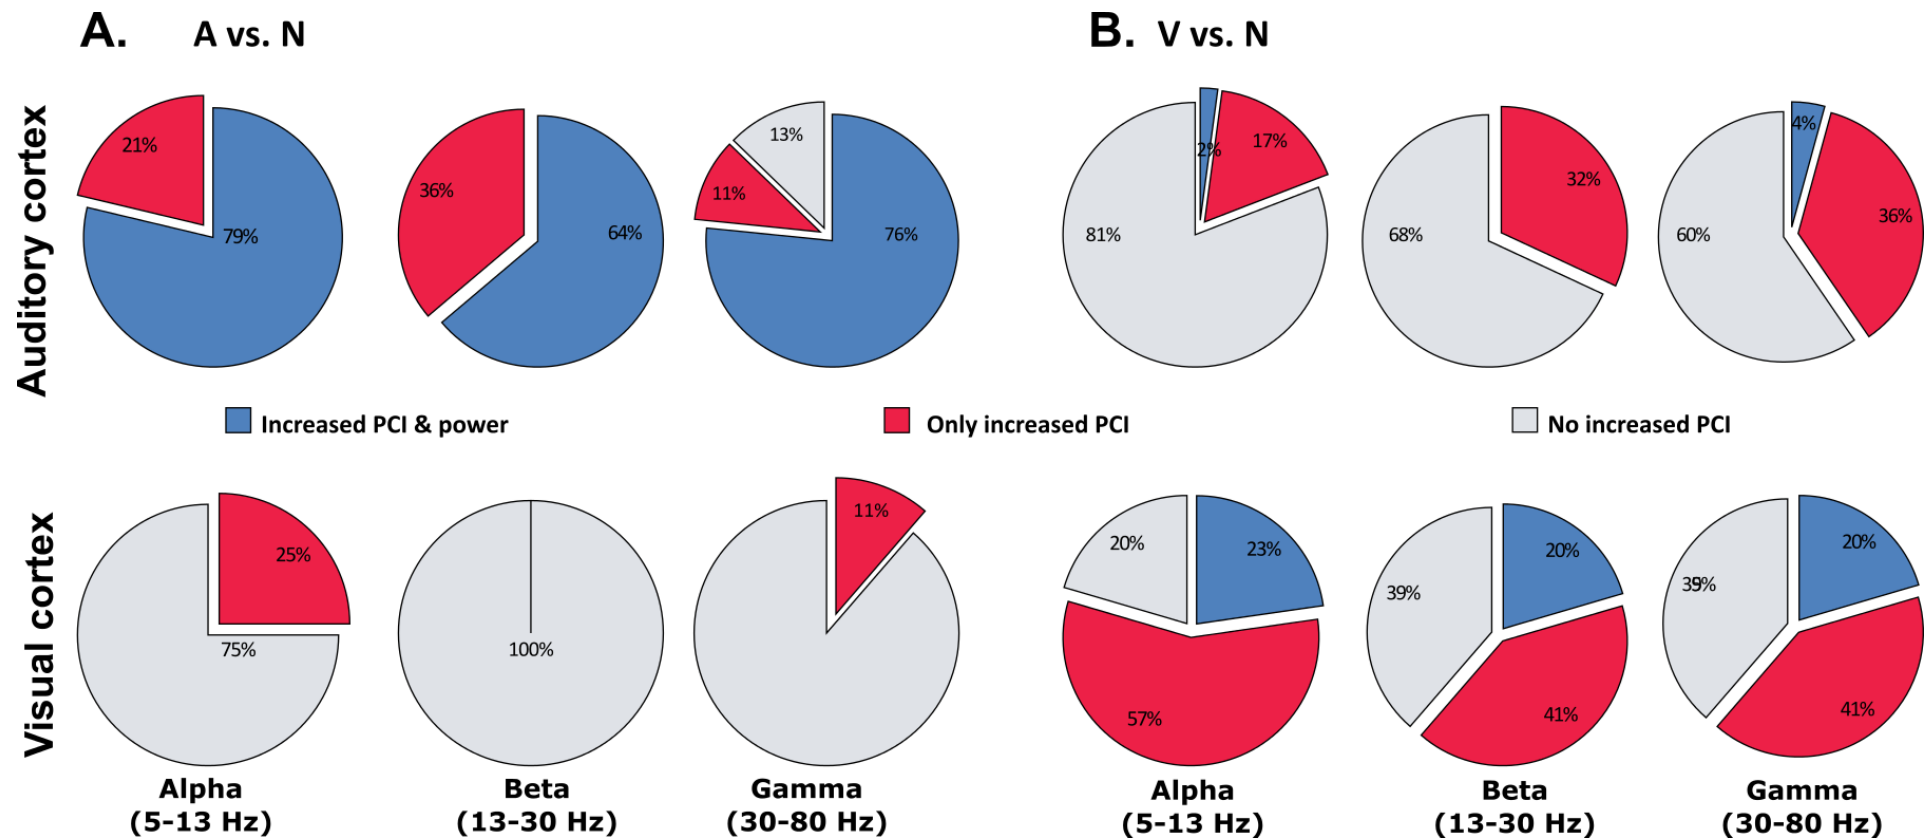 A. A vs. N
B. V vs. N
Auditory cortex
21%
79%
36%
64%
13%
11%
76%
2%
17%
81%
32%
68%
4%
36%
60%
Increased PCI & power
Only increased PCI
No increased PCI
Visual cortex
25%
75%
100%
11%
20%
23%
57%
39%
20%
41%
20%
41%
Alpha
(5-13 Hz)
Beta
(13-30 Hz)
Gamma
(30-80 Hz)
Alpha
(5-13 Hz)
Beta
(13-30 Hz)
Gamma
(30-80 Hz)